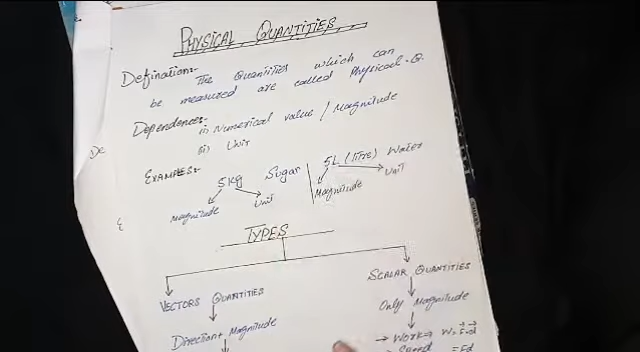 PHYSICAL QUANTITIES
Defination:- The Quantities which can
be measured are called Physical-Q.
Dependence:- (i) Numerical value / Magnitude
(ii) Unit
De
EXAMPLES:- 5kg Sugar | 5L (litre) Water
Magnitude Unit Magnitude Unit
TYPES
VECTORS QUANTITIES SCALAR QUANTITIES
Direction + Magnitude Only Magnitude
→ Work ⇒ W = F.d
→ Speed = Fd